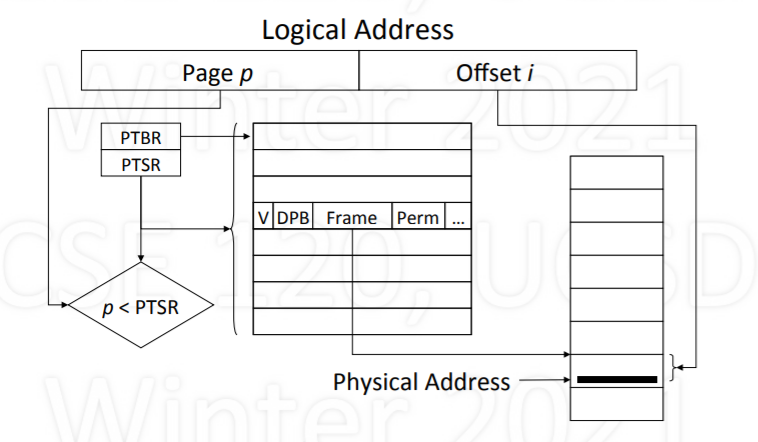 Logical Address
Page p
Offset i
PTBR
PTSR
V DPB Frame Perm ...
p < PTSR
Physical Address
Winter 2021
CSE 120, UCSD
Winter 2021